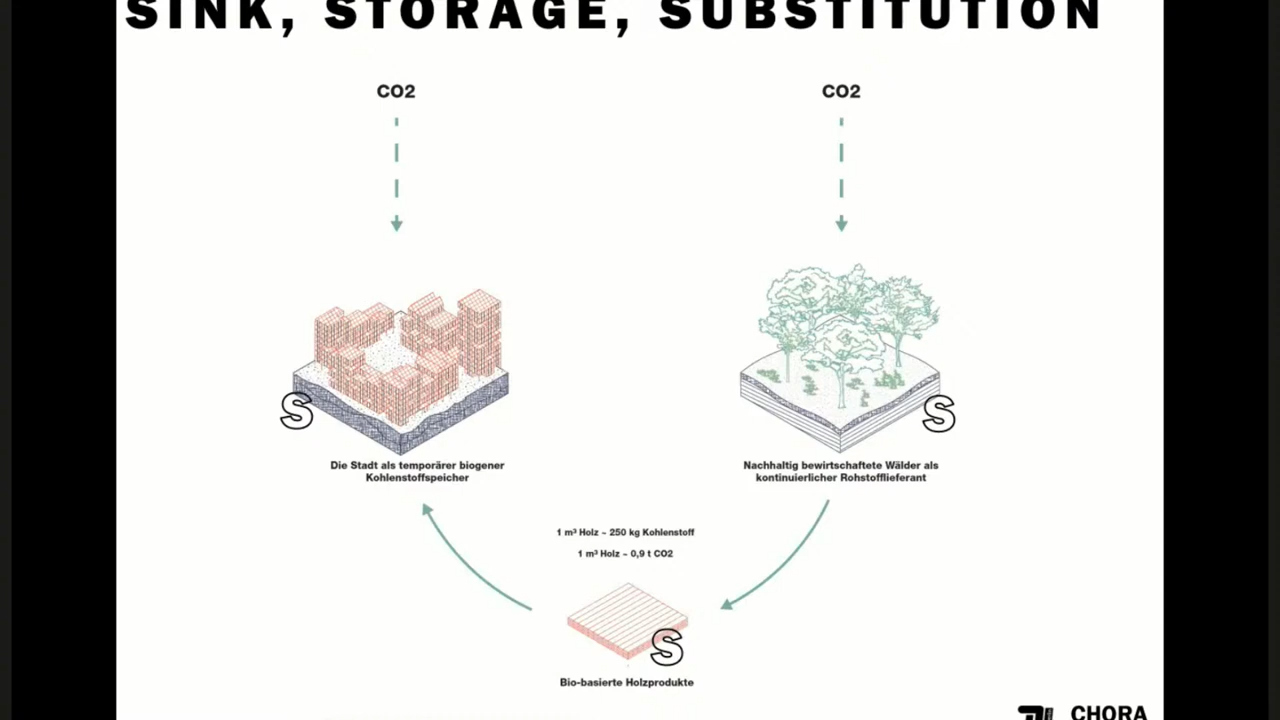 SINK, STORAGE, SUBSTITUTION
CO2
CO2
S
S
Die Stadt als temporärer biogener
Kohlenstoffspeicher
Nachhaltig bewirtschaftete Wälder als
kontinuierlicher Rohstofflieferant
1 m³ Holz ~ 250 kg Kohlenstoff
1 m³ Holz ~ 0,9 t CO2
S
Bio-basierte Holzprodukte
CHORA